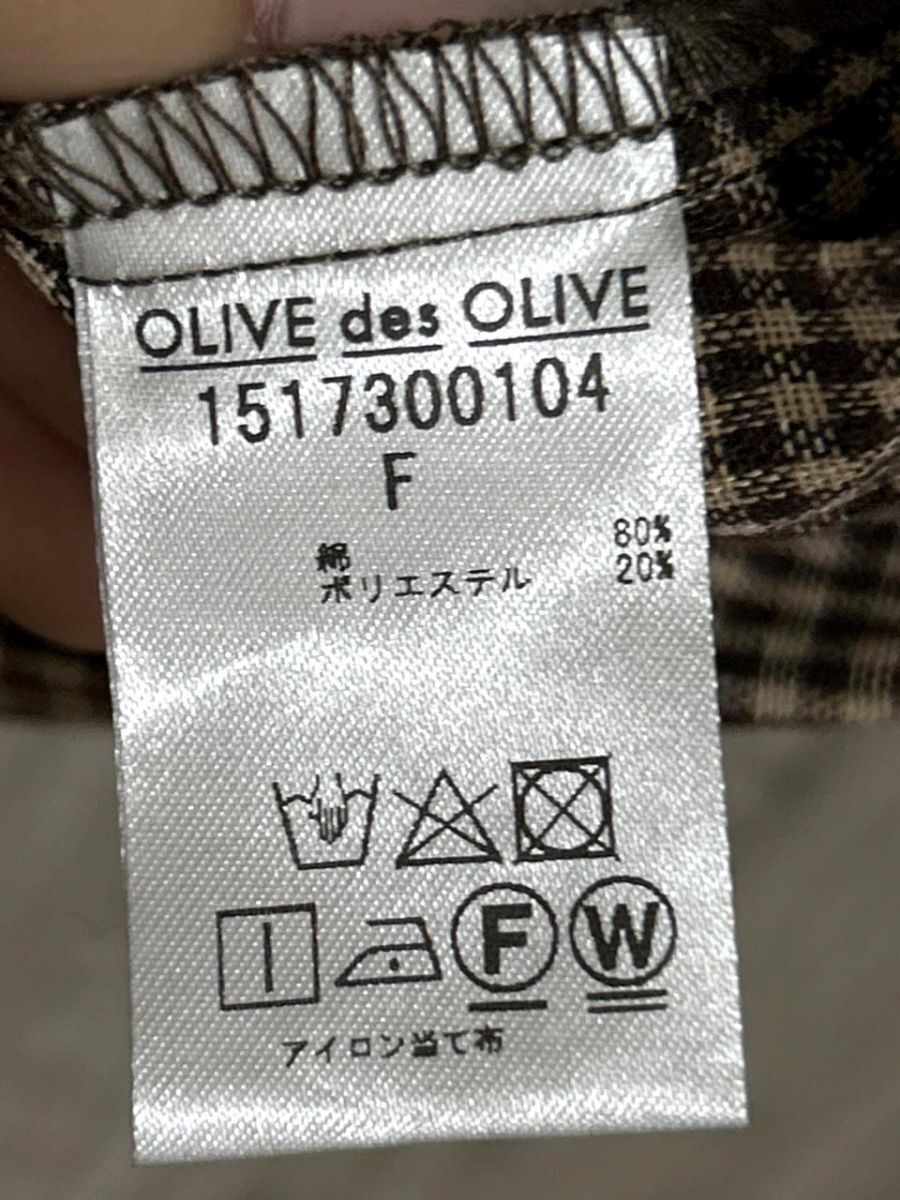 OLIVE des OLIVE
1517300104
F
綿 80%
ポリエステル 20%
F W
アイロン当て布